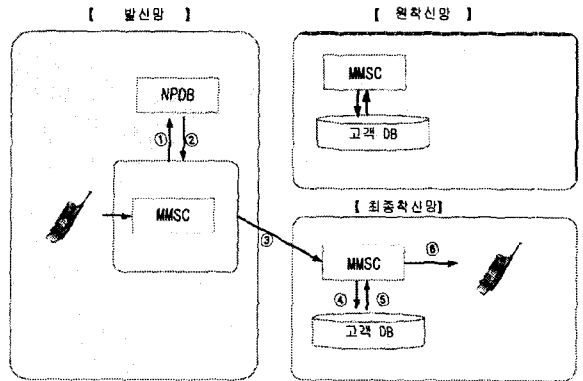 【 발신망 】
NPDB
① ②
MMSC
③
【 원착신망 】
MMSC
고객 DB
【 최종착신망】
MMSC
⑥
④ ⑤
고객 DB